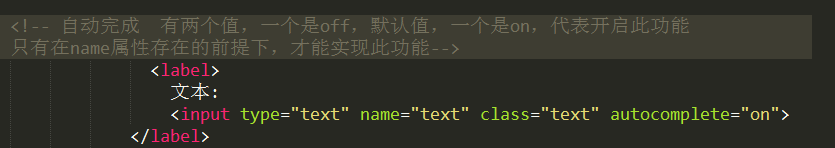 <!-- 自动完成  有两个值，一个是off，默认值，一个是on，代表开启此功能
只有在name属性存在的前提下，才能实现此功能-->
<label>
文本:
<input type="text" name="text" class="text" autocomplete="on">
</label>